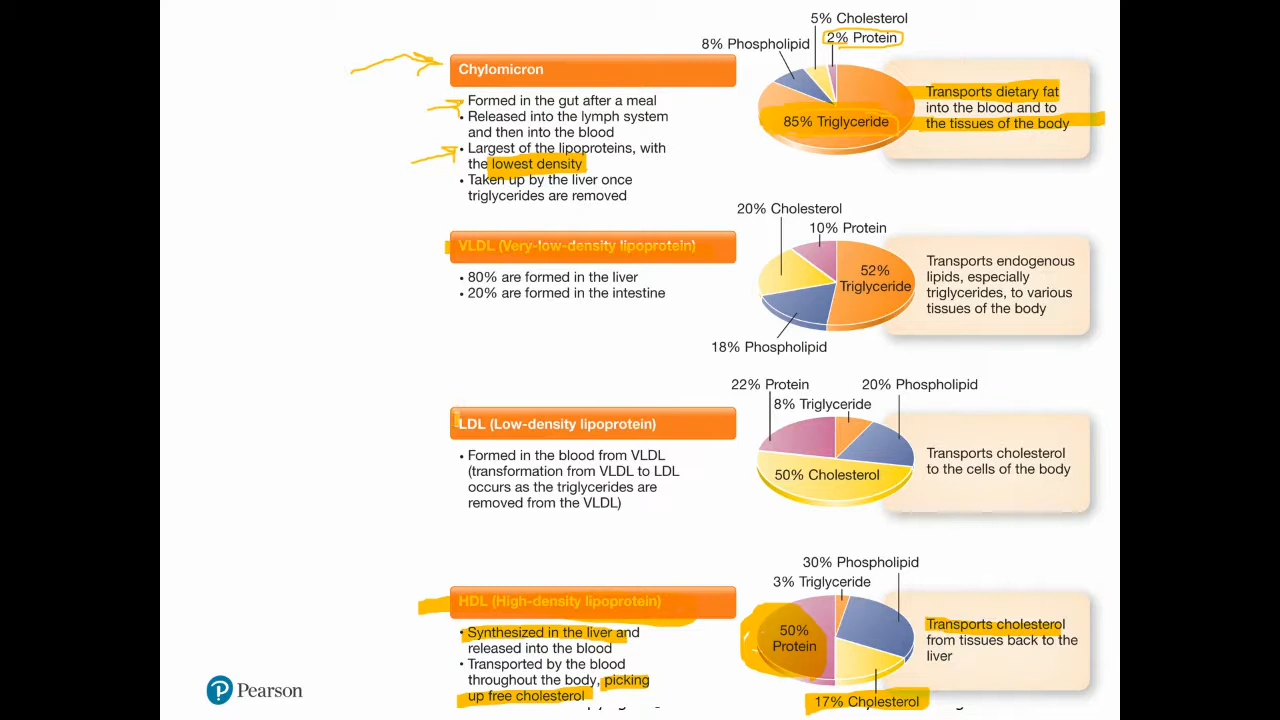 5% Cholesterol
2% Protein
8% Phospholipid
Chylomicron
• Formed in the gut after a meal
• Released into the lymph system
and then into the blood
• Largest of the lipoproteins, with
the lowest density
• Taken up by the liver once
triglycerides are removed
85% Triglyceride
Transports dietary fat
into the blood and to
the tissues of the body
20% Cholesterol
10% Protein
VLDL (Very-low-density lipoprotein)
• 80% are formed in the liver
• 20% are formed in the intestine
52%
Triglyceride
18% Phospholipid
Transports endogenous
lipids, especially
triglycerides, to various
tissues of the body
22% Protein
20% Phospholipid
8% Triglyceride
LDL (Low-density lipoprotein)
• Formed in the blood from VLDL
(transformation from VLDL to LDL
occurs as the triglycerides are
removed from the VLDL)
50% Cholesterol
Transports cholesterol
to the cells of the body
30% Phospholipid
3% Triglyceride
HDL (High-density lipoprotein)
• Synthesized in the liver and
released into the blood
• Transported by the blood
throughout the body, picking
up free cholesterol
50%
Protein
17% Cholesterol
Transports cholesterol
from tissues back to the
liver
Pearson